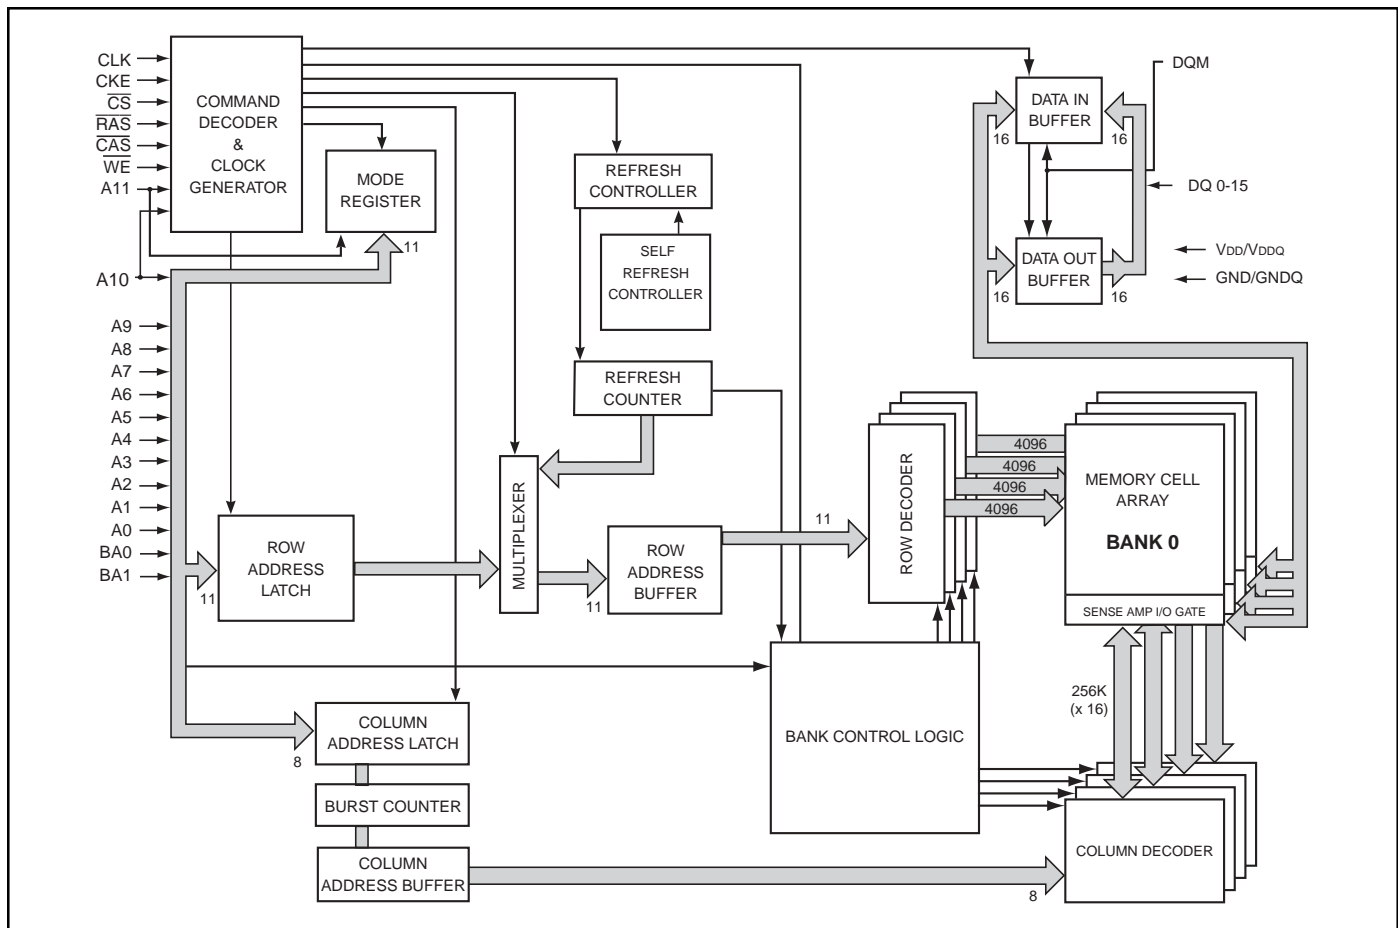 CLK
CKE
CS
RAS
CAS
WE
A11
A10
A9
A8
A7
A6
A5
A4
A3
A2
A1
A0
BA0
BA1
COMMAND
DECODER
&
CLOCK
GENERATOR
MODE
REGISTER
11
REFRESH
CONTROLLER
SELF
REFRESH
CONTROLLER
REFRESH
COUNTER
DATA IN
BUFFER
16
16
DQM
DQ 0-15
DATA OUT
BUFFER
16
16
VDD/VDDQ
GND/GNDQ
ROW
ADDRESS
LATCH
11
MULTIPLEXER
11
ROW
ADDRESS
BUFFER
11
ROW DECODER
4096
4096
4096
4096
MEMORY CELL
ARRAY
BANK 0
SENSE AMP I/O GATE
256K
(x 16)
BANK CONTROL LOGIC
COLUMN
ADDRESS LATCH
8
BURST COUNTER
COLUMN
ADDRESS BUFFER
8
COLUMN DECODER